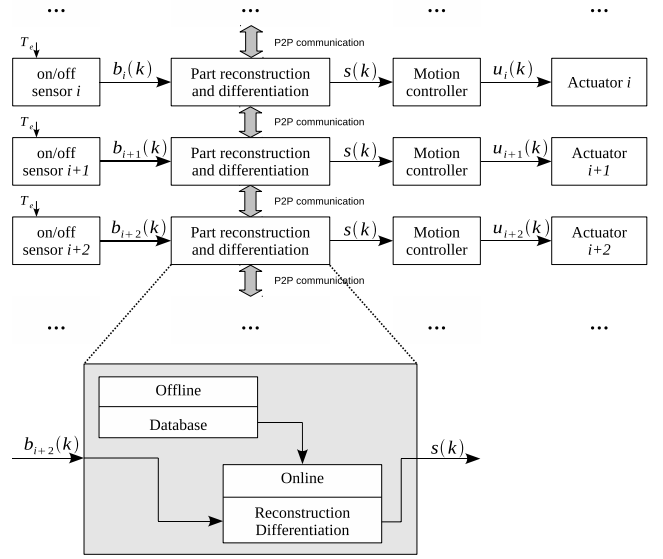 ... ... ... ...
P2P communication
Tₑ
on/off
sensor i
bᵢ(k)
Part reconstruction
and differentiation
s(k)
Motion
controller
uᵢ(k)
Actuator i
P2P communication
Tₑ
on/off
sensor i+1
bᵢ₊₁(k)
Part reconstruction
and differentiation
s(k)
Motion
controller
uᵢ₊₁(k)
Actuator
i+1
P2P communication
Tₑ
on/off
sensor i+2
bᵢ₊₂(k)
Part reconstruction
and differentiation
s(k)
Motion
controller
uᵢ₊₂(k)
Actuator
i+2
P2P communication
... ... ... ...
Offline
Database
bᵢ₊₂(k)
s(k)
Online
Reconstruction
Differentiation